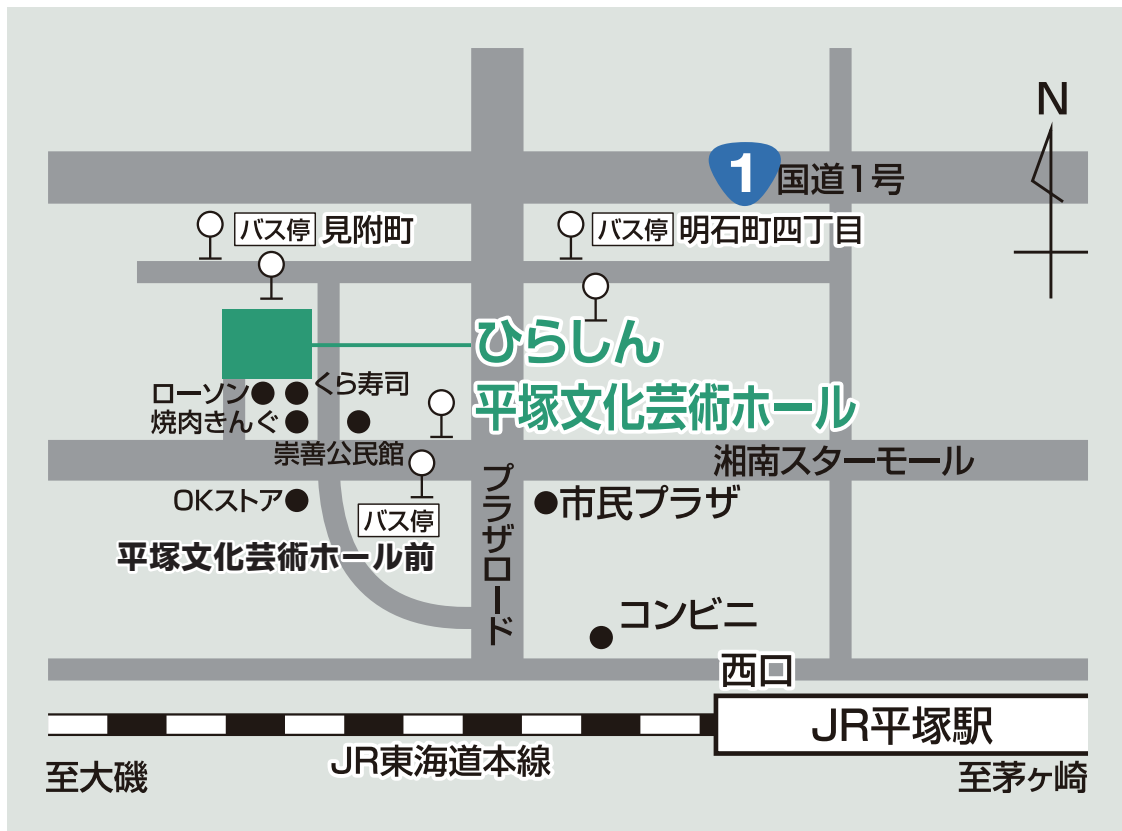 N
1
国道1号
バス停 見附町
バス停 明石町四丁目
ひらしん
平塚文化芸術ホール
ローソン
くら寿司
焼肉きんぐ
崇善公民館
湘南スターモール
OKストア
バス停
平塚文化芸術ホール前
プラザロード
市民プラザ
コンビニ
西口
JR平塚駅
JR東海道本線
至大磯
至茅ヶ崎